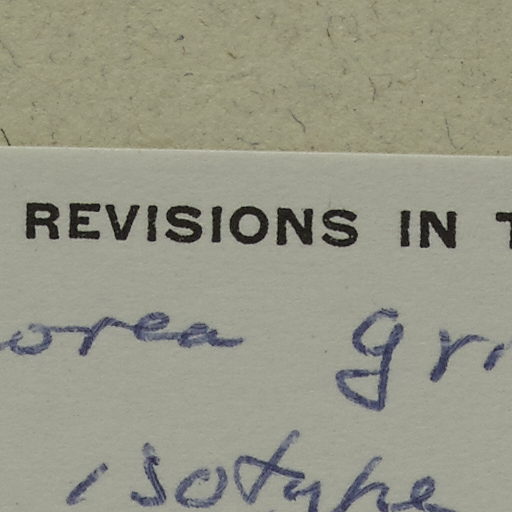 REVISIONS IN T
orea gr
isotype